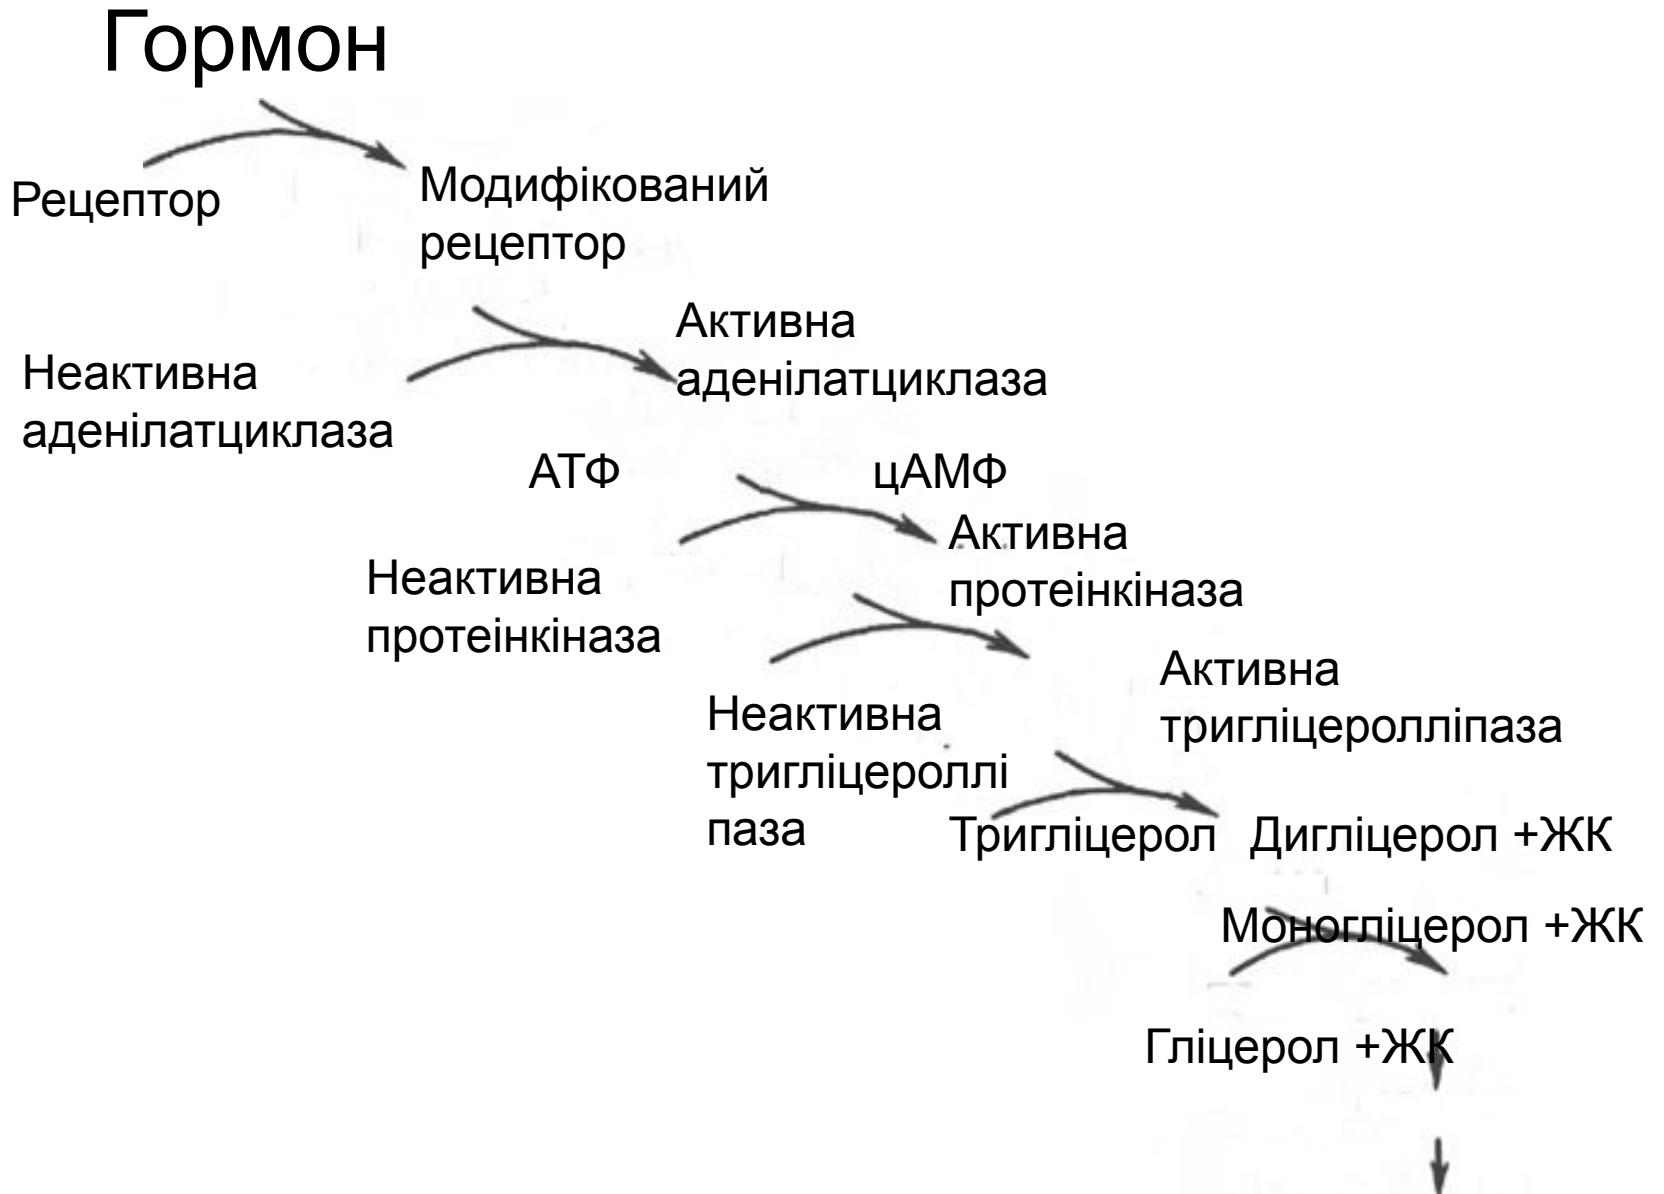 Гормон
Рецептор
Модифікований
рецептор
Активна
аденілатциклаза
Неактивна
аденілатциклаза
АТФ
цАМФ
Активна
протеінкіназа
Неактивна
протеінкіназа
Активна
тригліцеролліпаза
Неактивна
тригліцероллі
паза
Тригліцерол
Дигліцерол +ЖК
Моногліцерол +ЖК
Гліцерол +ЖК